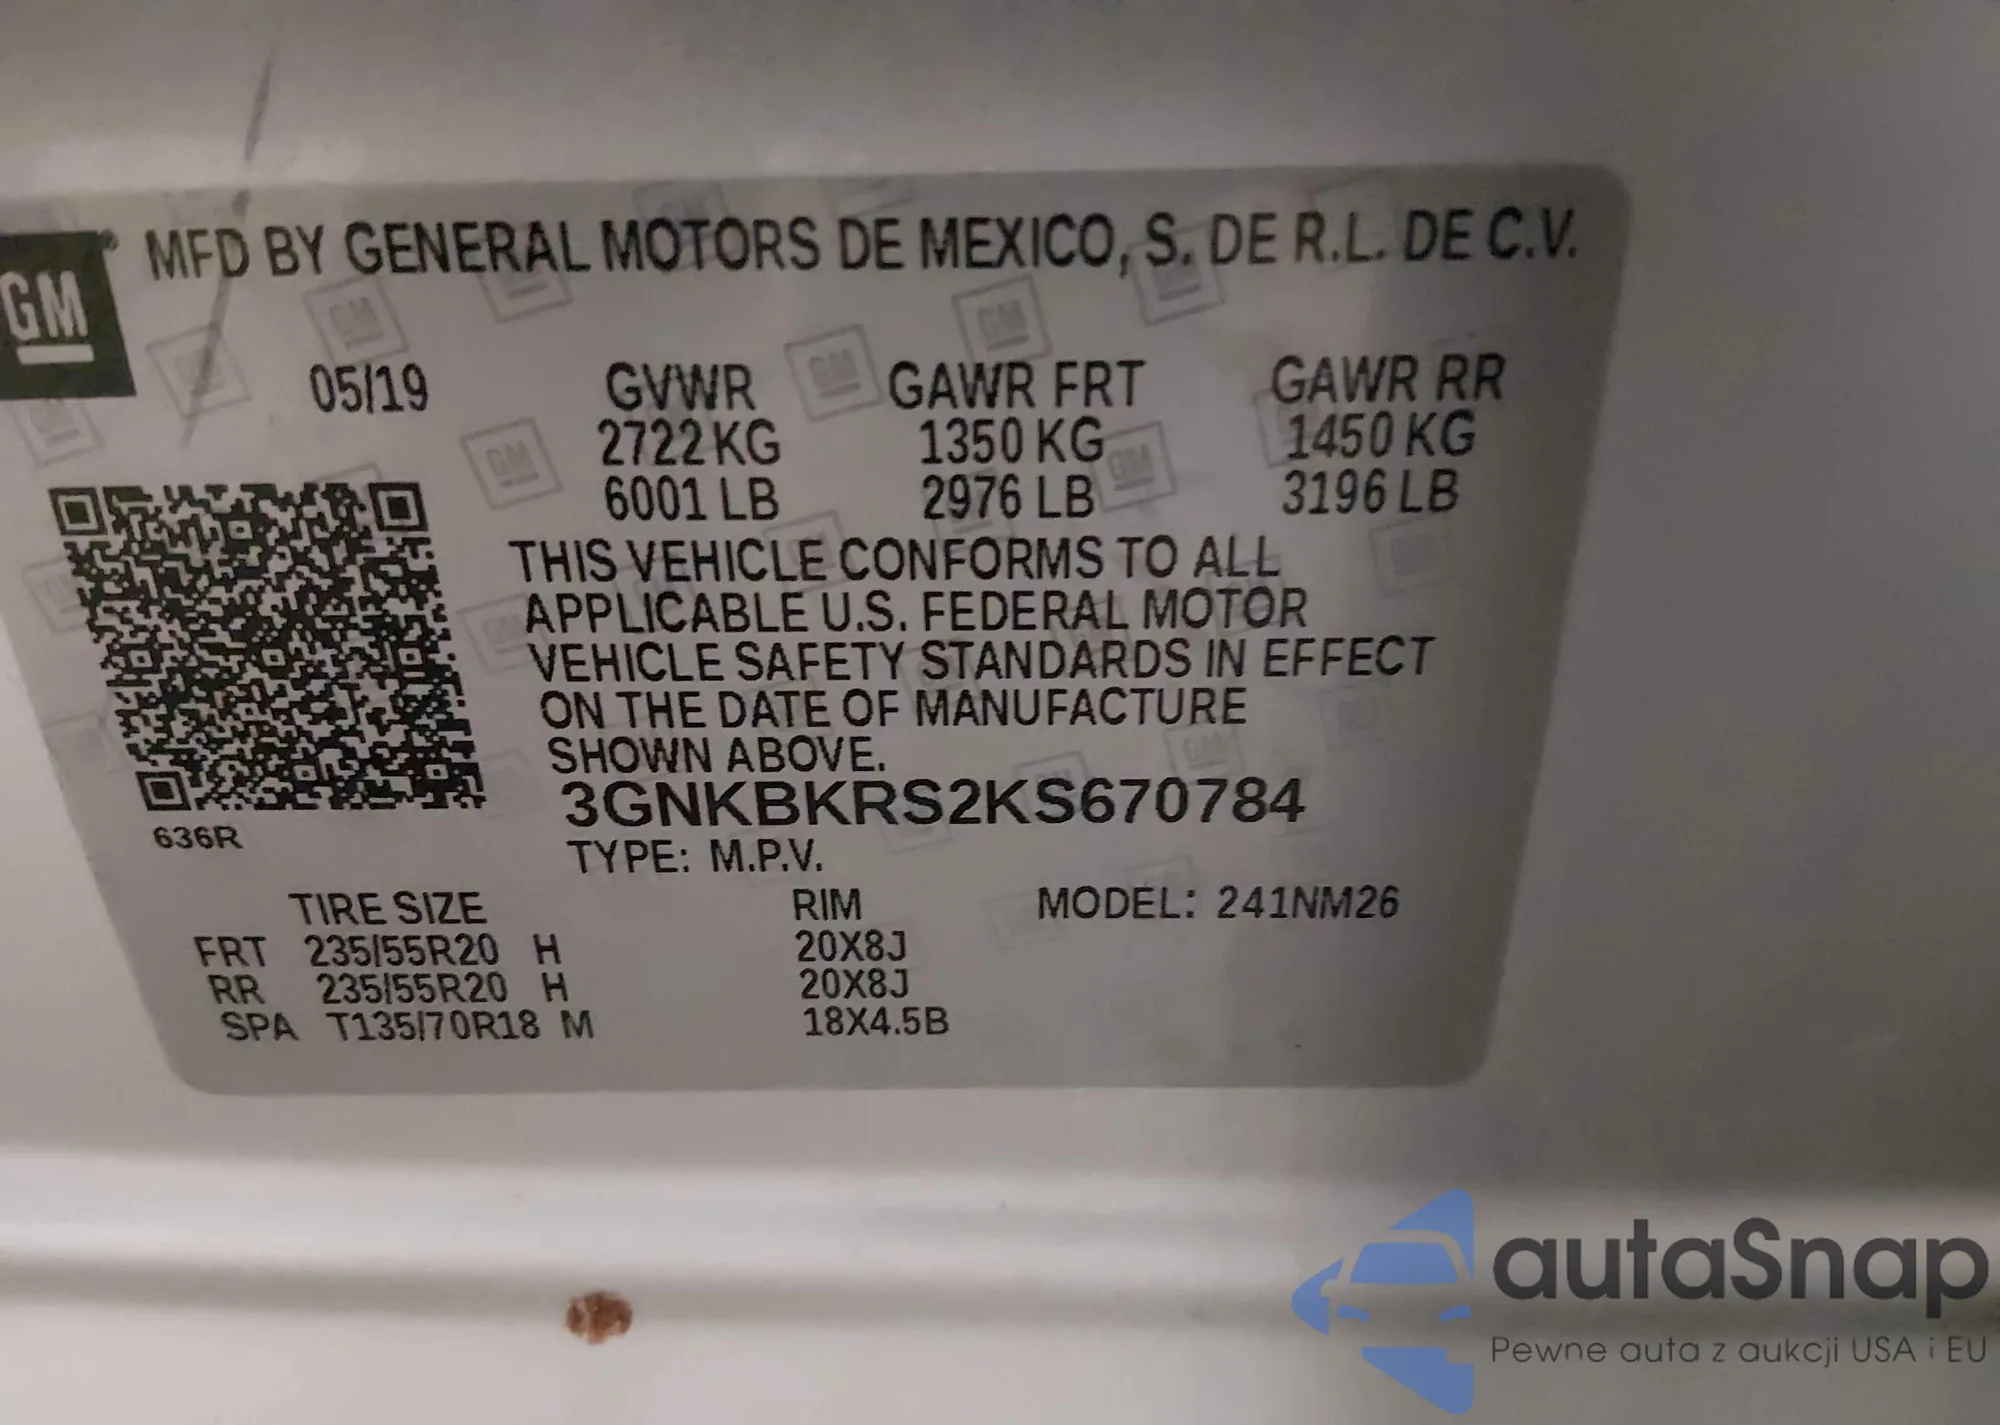 GM
MFD BY GENERAL MOTORS DE MEXICO, S. DE R.L. DE C.V.
05/19 GVWR GAWR FRT GAWR RR
2722 KG 1350 KG 1450 KG
6001 LB 2976 LB 3196 LB
THIS VEHICLE CONFORMS TO ALL
APPLICABLE U.S. FEDERAL MOTOR
VEHICLE SAFETY STANDARDS IN EFFECT
ON THE DATE OF MANUFACTURE
SHOWN ABOVE.
3GNKBKRS2KS670784
636R
TYPE: M.P.V.
TIRE SIZE RIM MODEL: 241NM26
FRT 235/55R20 H 20X8J
RR 235/55R20 H 20X8J
SPA T135/70R18 M 18X4.5B
autaSnap
Pewne auta z aukcji USA i EU